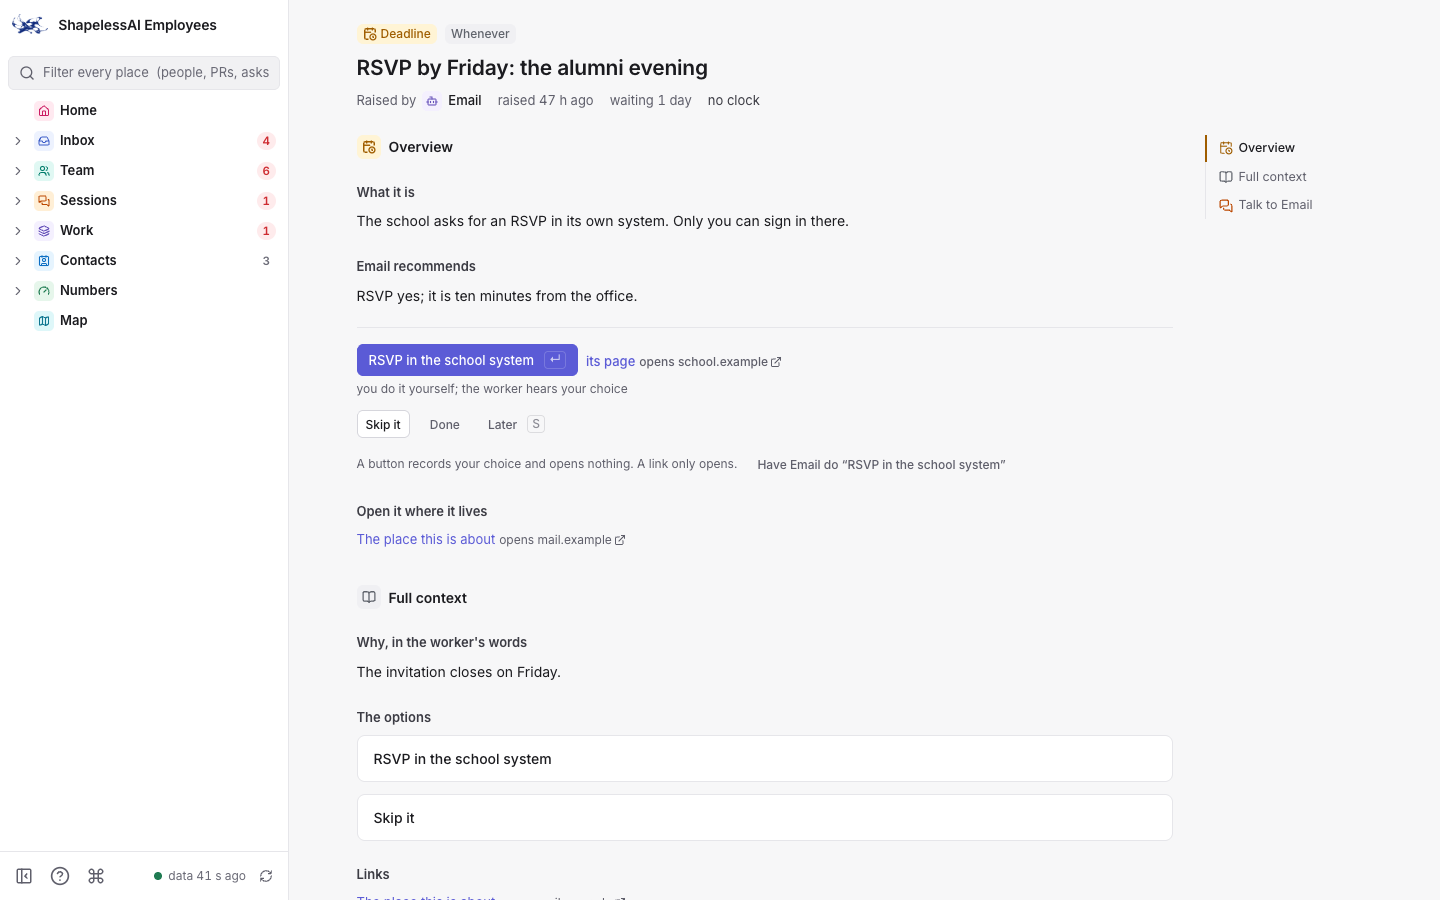 ShapelessAI Employees
Filter every place (people, PRs, asks
Home
Inbox 4
Team 6
Sessions 1
Work 1
Contacts 3
Numbers
Map
data 41 s ago
Deadline Whenever
RSVP by Friday: the alumni evening
Raised by Email raised 47 h ago waiting 1 day no clock
Overview
What it is
The school asks for an RSVP in its own system. Only you can sign in there.
Email recommends
RSVP yes; it is ten minutes from the office.
RSVP in the school system its page opens school.example
you do it yourself; the worker hears your choice
Skip it Done Later S
A button records your choice and opens nothing. A link only opens. Have Email do “RSVP in the school system”
Open it where it lives
The place this is about opens mail.example
Full context
Why, in the worker's words
The invitation closes on Friday.
The options
RSVP in the school system
Skip it
Links
Overview
Full context
Talk to Email